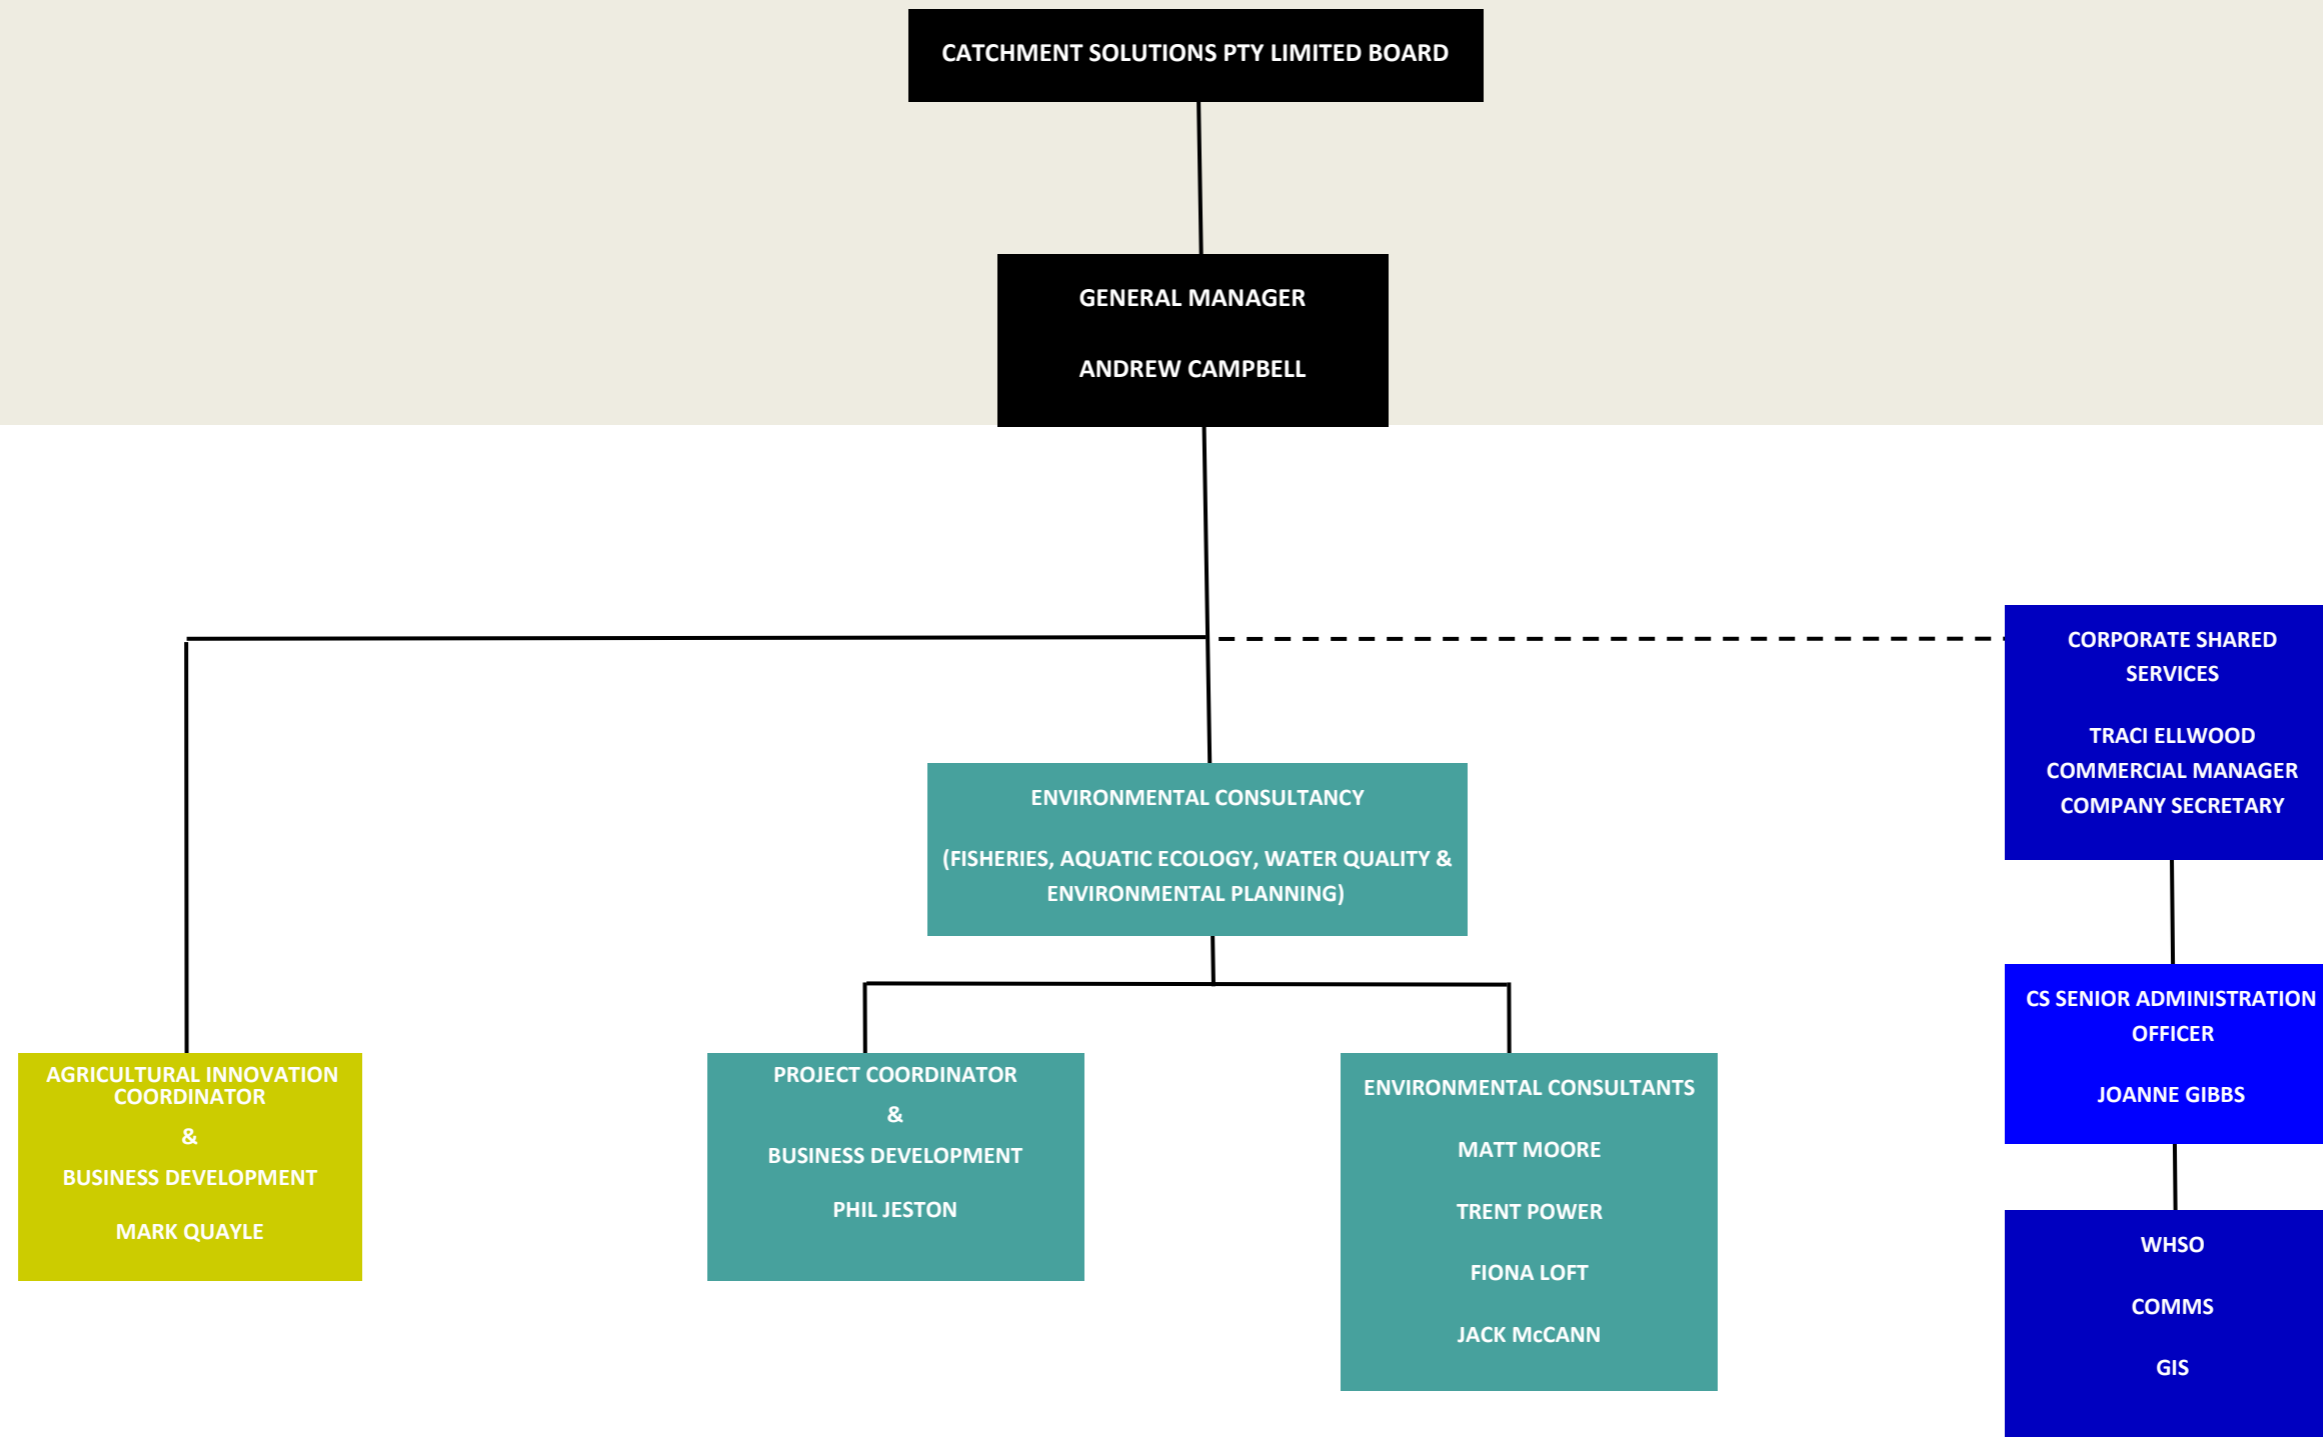 CATCHMENT SOLUTIONS PTY LIMITED BOARD
GENERAL MANAGER
ANDREW CAMPBELL
CORPORATE SHARED
SERVICES
TRACI ELLWOOD
COMMERCIAL MANAGER
COMPANY SECRETARY
ENVIRONMENTAL CONSULTANCY
(FISHERIES, AQUATIC ECOLOGY, WATER QUALITY &
ENVIRONMENTAL PLANNING)
CS SENIOR ADMINISTRATION
OFFICER
JOANNE GIBBS
AGRICULTURAL INNOVATION
COORDINATOR
&
BUSINESS DEVELOPMENT
MARK QUAYLE
PROJECT COORDINATOR
&
BUSINESS DEVELOPMENT
PHIL JESTON
ENVIRONMENTAL CONSULTANTS
MATT MOORE
TRENT POWER
FIONA LOFT
JACK McCANN
WHSO
COMMS
GIS